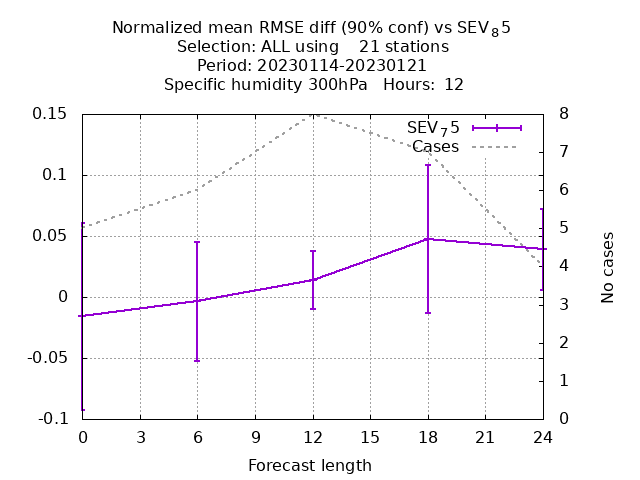 Normalized mean RMSE diff (90% conf) vs SEV₈5
Selection: ALL using    21 stations
Period: 20230114-20230121
Specific humidity 300hPa   Hours:  12
SEV₇5
Cases
0.15
0.1
0.05
0
-0.05
-0.1
8
7
6
5
4
3
2
1
0
No cases
0 3 6 9 12 15 18 21 24
Forecast length